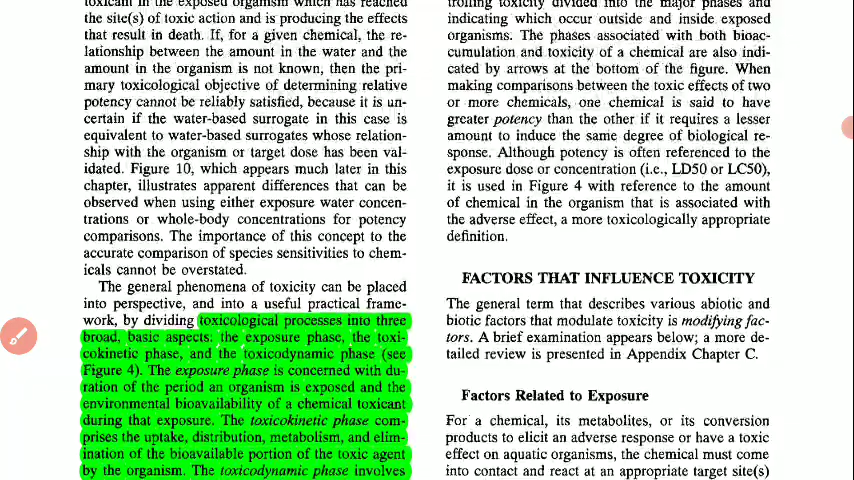 toxicant in the exposed organism which has reached
the site(s) of toxic action and is producing the effects
that result in death. If, for a given chemical, the re-
lationship between the amount in the water and the
amount in the organism is not known, then the pri-
mary toxicological objective of determining relative
potency cannot be reliably satisfied, because it is un-
certain if the water-based surrogate in this case is
equivalent to water-based surrogates whose relation-
ship with the organism or target dose has been val-
idated. Figure 10, which appears much later in this
chapter, illustrates apparent differences that can be
observed when using either exposure water concen-
trations or whole-body concentrations for potency
comparisons. The importance of this concept to the
accurate comparison of species sensitivities to chem-
icals cannot be overstated.
The general phenomena of toxicity can be placed
into perspective, and into a useful practical frame-
work, by dividing toxicological processes into three
broad, basic aspects: the exposure phase, the toxi-
cokinetic phase, and the toxicodynamic phase (see
Figure 4). The exposure phase is concerned with du-
ration of the period an organism is exposed and the
environmental bioavailability of a chemical toxicant
during that exposure. The toxicokinetic phase com-
prises the uptake, distribution, metabolism, and elim-
ination of the bioavailable portion of the toxic agent
by the organism. The toxicodynamic phase involves
trolling toxicity divided into the major phases and
indicating which occur outside and inside exposed
organisms. The phases associated with both bioac-
cumulation and toxicity of a chemical are also indi-
cated by arrows at the bottom of the figure. When
making comparisons between the toxic effects of two
or more chemicals, one chemical is said to have
greater potency than the other if it requires a lesser
amount to induce the same degree of biological re-
sponse. Although potency is often referenced to the
exposure dose or concentration (i.e., LD50 or LC50),
it is used in Figure 4 with reference to the amount
of chemical in the organism that is associated with
the adverse effect, a more toxicologically appropriate
definition.
FACTORS THAT INFLUENCE TOXICITY
The general term that describes various abiotic and
biotic factors that modulate toxicity is modifying fac-
tors. A brief examination appears below; a more de-
tailed review is presented in Appendix Chapter C.
Factors Related to Exposure
For a chemical, its metabolites, or its conversion
products to elicit an adverse response or have a toxic
effect on aquatic organisms, the chemical must come
into contact and react at an appropriate target site(s)